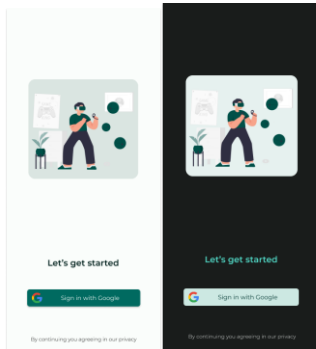 Let's get started
Sign in with Google
By continuing you agreeing in our privacy
Let's get started
Sign in with Google
By continuing you agreeing in our privacy